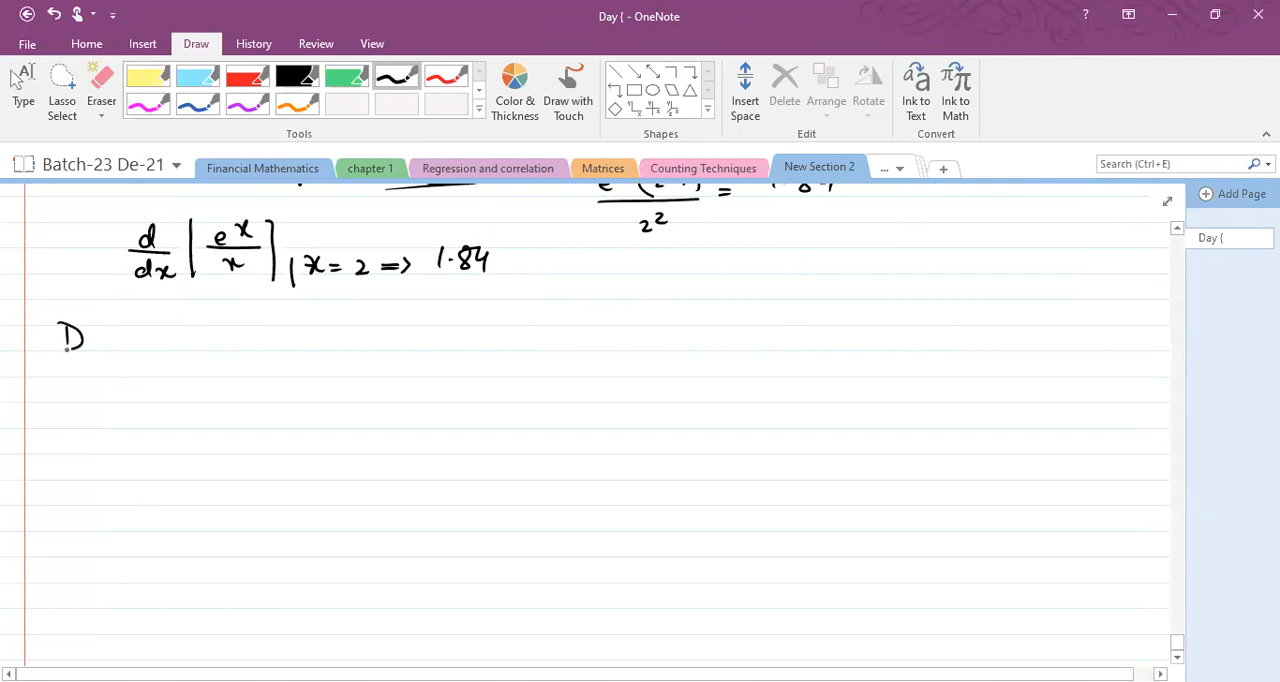 Day { - OneNote
File Home Insert Draw History Review View
Type Lasso Select Eraser Color & Thickness Draw with Touch Insert Space Delete Arrange Rotate Ink to Text Ink to Math
Tools Shapes Edit Convert
Batch-23 De-21 Financial Mathematics chapter 1 Regression and correlation Matrices Counting Techniques New Section 2 ... Search (Ctrl+E)
Add Page
Day {
= 1.84
2²
d/dx [e^x/x] | x = 2 => 1.84
D